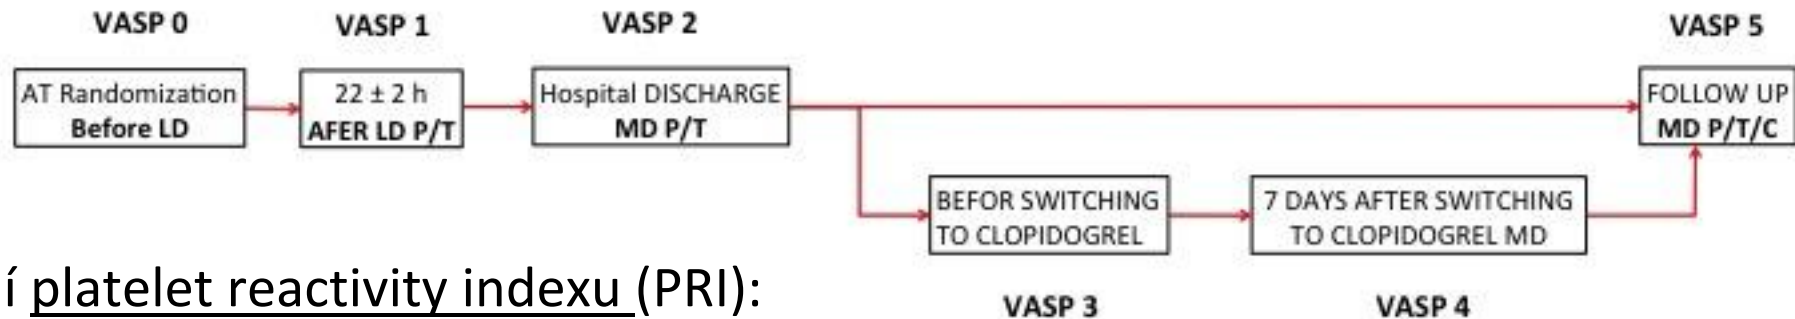 VASP 0
VASP 1
VASP 2
VASP 5
AT Randomization
Before LD
22 ± 2 h
AFER LD P/T
Hospital DISCHARGE
MD P/T
FOLLOW UP
MD P/T/C
BEFOR SWITCHING
TO CLOPIDOGREL
7 DAYS AFTER SWITCHING
TO CLOPIDOGREL MD
í platelet reactivity indexu (PRI):
VASP 3
VASP 4